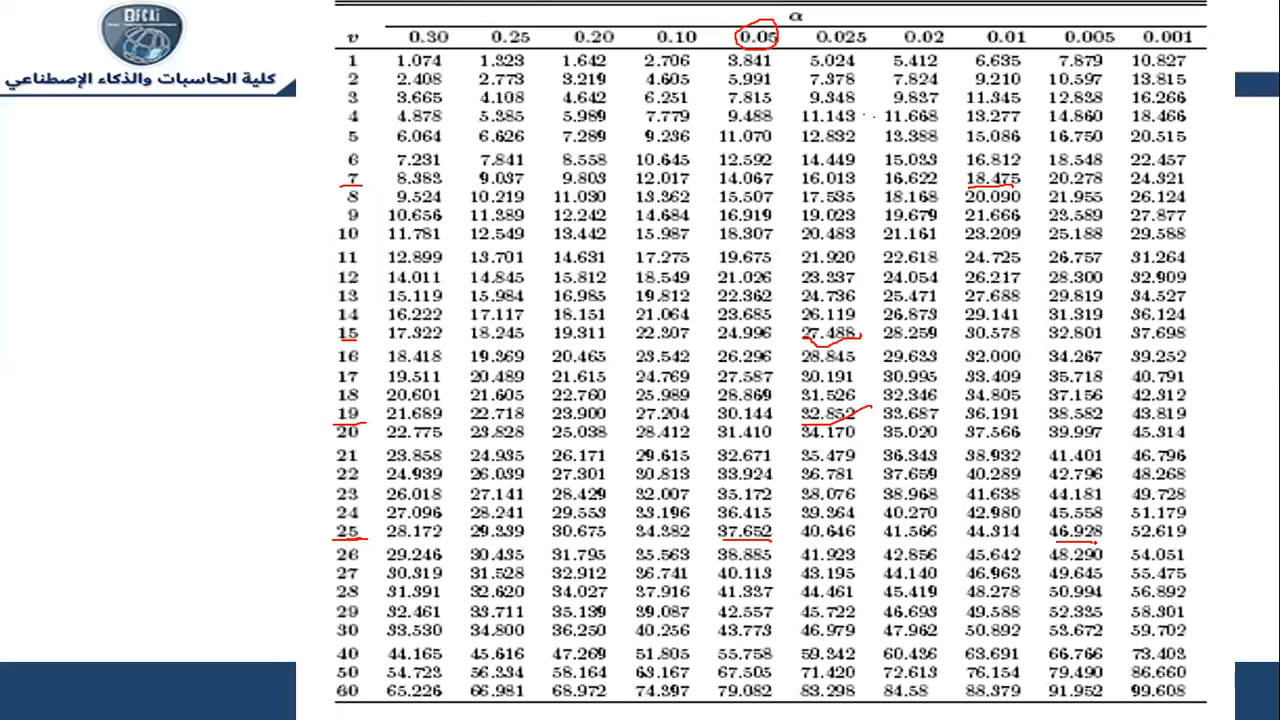 BFCAI
كلية الحاسبات والذكاء الإصطناعي
α
v 0.30 0.25 0.20 0.10 0.05 0.025 0.02 0.01 0.005 0.001
1 1.074 1.323 1.642 2.706 3.841 5.024 5.412 6.635 7.879 10.827
2 2.408 2.773 3.219 4.605 5.991 7.378 7.824 9.210 10.597 13.815
3 3.665 4.108 4.642 6.251 7.815 9.348 9.837 11.345 12.838 16.266
4 4.878 5.385 5.989 7.779 9.488 11.143 11.668 13.277 14.860 18.466
5 6.064 6.626 7.289 9.236 11.070 12.832 13.388 15.086 16.750 20.515
6 7.231 7.841 8.558 10.645 12.592 14.449 15.033 16.812 18.548 22.457
7 8.383 9.037 9.803 12.017 14.067 16.013 16.622 18.475 20.278 24.321
8 9.524 10.219 11.030 13.362 15.507 17.535 18.168 20.090 21.955 26.124
9 10.656 11.389 12.242 14.684 16.919 19.023 19.679 21.666 23.589 27.877
10 11.781 12.549 13.442 15.987 18.307 20.483 21.161 23.209 25.188 29.588
11 12.899 13.701 14.631 17.275 19.675 21.920 22.618 24.725 26.757 31.264
12 14.011 14.845 15.812 18.549 21.026 23.337 24.054 26.217 28.300 32.909
13 15.119 15.984 16.985 19.812 22.362 24.736 25.471 27.688 29.819 34.527
14 16.222 17.117 18.151 21.064 23.685 26.119 26.873 29.141 31.319 36.124
15 17.322 18.245 19.311 22.307 24.996 27.488 28.259 30.578 32.801 37.698
16 18.418 19.369 20.465 23.542 26.296 28.845 29.633 32.000 34.267 39.252
17 19.511 20.489 21.615 24.769 27.587 30.191 30.995 33.409 35.718 40.791
18 20.601 21.605 22.760 25.989 28.869 31.526 32.346 34.805 37.156 42.312
19 21.689 22.718 23.900 27.204 30.144 32.852 33.687 36.191 38.582 43.819
20 22.775 23.828 25.038 28.412 31.410 34.170 35.020 37.566 39.997 45.314
21 23.858 24.935 26.171 29.615 32.671 35.479 36.343 38.932 41.401 46.796
22 24.939 26.039 27.301 30.813 33.924 36.781 37.659 40.289 42.796 48.268
23 26.018 27.141 28.429 32.007 35.172 38.076 38.968 41.638 44.181 49.728
24 27.096 28.241 29.553 33.196 36.415 39.364 40.270 42.980 45.558 51.179
25 28.172 29.339 30.675 34.382 37.652 40.646 41.566 44.314 46.928 52.619
26 29.246 30.435 31.795 35.563 38.885 41.923 42.856 45.642 48.290 54.051
27 30.319 31.528 32.912 36.741 40.113 43.195 44.140 46.963 49.645 55.475
28 31.391 32.620 34.027 37.916 41.337 44.461 45.419 48.278 50.994 56.892
29 32.461 33.711 35.139 39.087 42.557 45.722 46.693 49.588 52.335 58.301
30 33.530 34.800 36.250 40.256 43.773 46.979 47.962 50.892 53.672 59.702
40 44.165 45.616 47.269 51.805 55.758 59.342 60.436 63.691 66.766 73.403
50 54.723 56.334 58.164 63.167 67.505 71.420 72.613 76.154 79.490 86.660
60 65.226 66.981 68.972 74.397 79.082 83.298 84.58 88.379 91.952 99.608